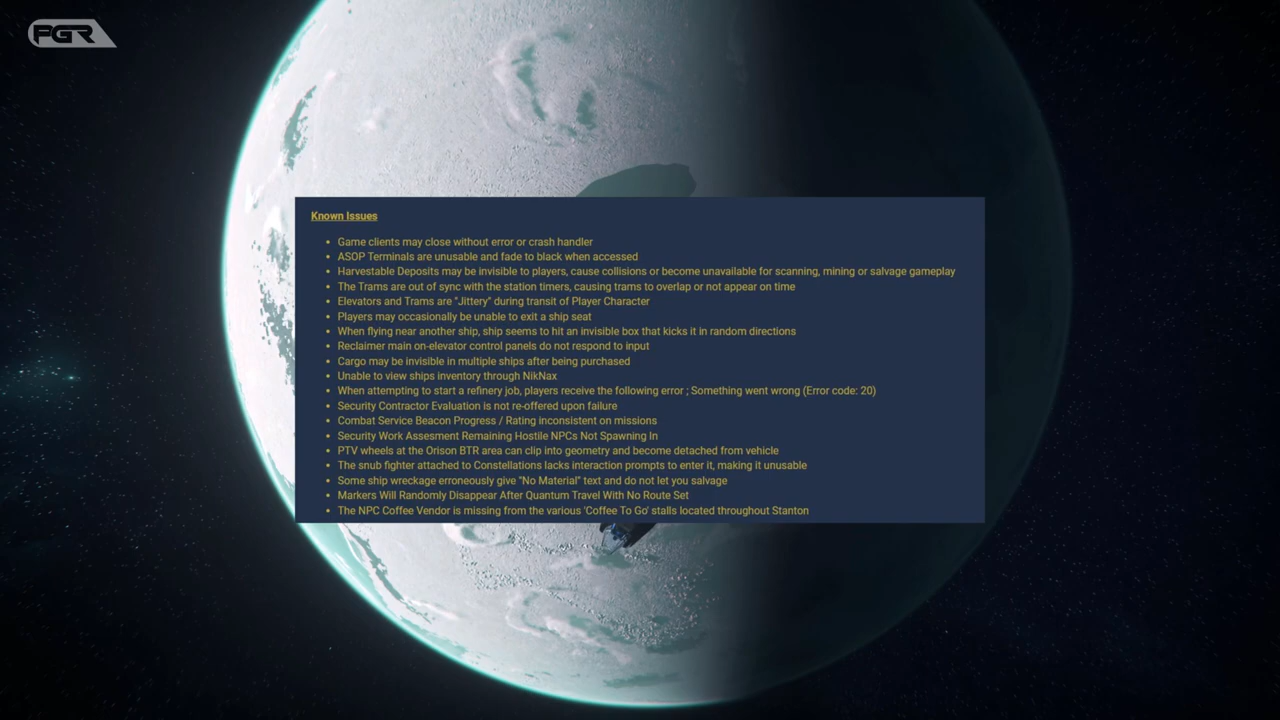 PGR
Known Issues
Game clients may close without error or crash handler
ASOP Terminals are unusable and fade to black when accessed
Harvestable Deposits may be invisible to players, cause collisions or become unavailable for scanning, mining or salvage gameplay
The Trams are out of sync with the station timers, causing trams to overlap or not appear on time
Elevators and Trams are "Jittery" during transit of Player Character
Players may occasionally be unable to exit a ship seat
When flying near another ship, ship seems to hit an invisible box that kicks it in random directions
Reclaimer main on-elevator control panels do not respond to input
Cargo may be invisible in multiple ships after being purchased
Unable to view ships inventory through NikNax
When attempting to start a refinery job, players receive the following error ; Something went wrong (Error code: 20)
Security Contractor Evaluation is not re-offered upon failure
Combat Service Beacon Progress / Rating inconsistent on missions
Security Work Assesment Remaining Hostile NPCs Not Spawning In
PTV wheels at the Orison BTR area can clip into geometry and become detached from vehicle
The snub fighter attached to Constellations lacks interaction prompts to enter it, making it unusable
Some ship wreckage erroneously give "No Material" text and do not let you salvage
Markers Will Randomly Disappear After Quantum Travel With No Route Set
The NPC Coffee Vendor is missing from the various 'Coffee To Go' stalls located throughout Stanton